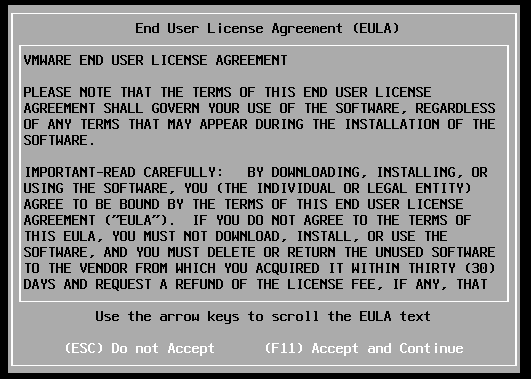 End User License Agreement (EULA)
VMWARE END USER LICENSE AGREEMENT
PLEASE NOTE THAT THE TERMS OF THIS END USER LICENSE
AGREEMENT SHALL GOVERN YOUR USE OF THE SOFTWARE, REGARDLESS
OF ANY TERMS THAT MAY APPEAR DURING THE INSTALLATION OF THE
SOFTWARE.
IMPORTANT-READ CAREFULLY:   BY DOWNLOADING, INSTALLING, OR
USING THE SOFTWARE, YOU (THE INDIVIDUAL OR LEGAL ENTITY)
AGREE TO BE BOUND BY THE TERMS OF THIS END USER LICENSE
AGREEMENT ("EULA").  IF YOU DO NOT AGREE TO THE TERMS OF
THIS EULA, YOU MUST NOT DOWNLOAD, INSTALL, OR USE THE
SOFTWARE, AND YOU MUST DELETE OR RETURN THE UNUSED SOFTWARE
TO THE VENDOR FROM WHICH YOU ACQUIRED IT WITHIN THIRTY (30)
DAYS AND REQUEST A REFUND OF THE LICENSE FEE, IF ANY, THAT
Use the arrow keys to scroll the EULA text
(ESC) Do not Accept      (F11) Accept and Continue